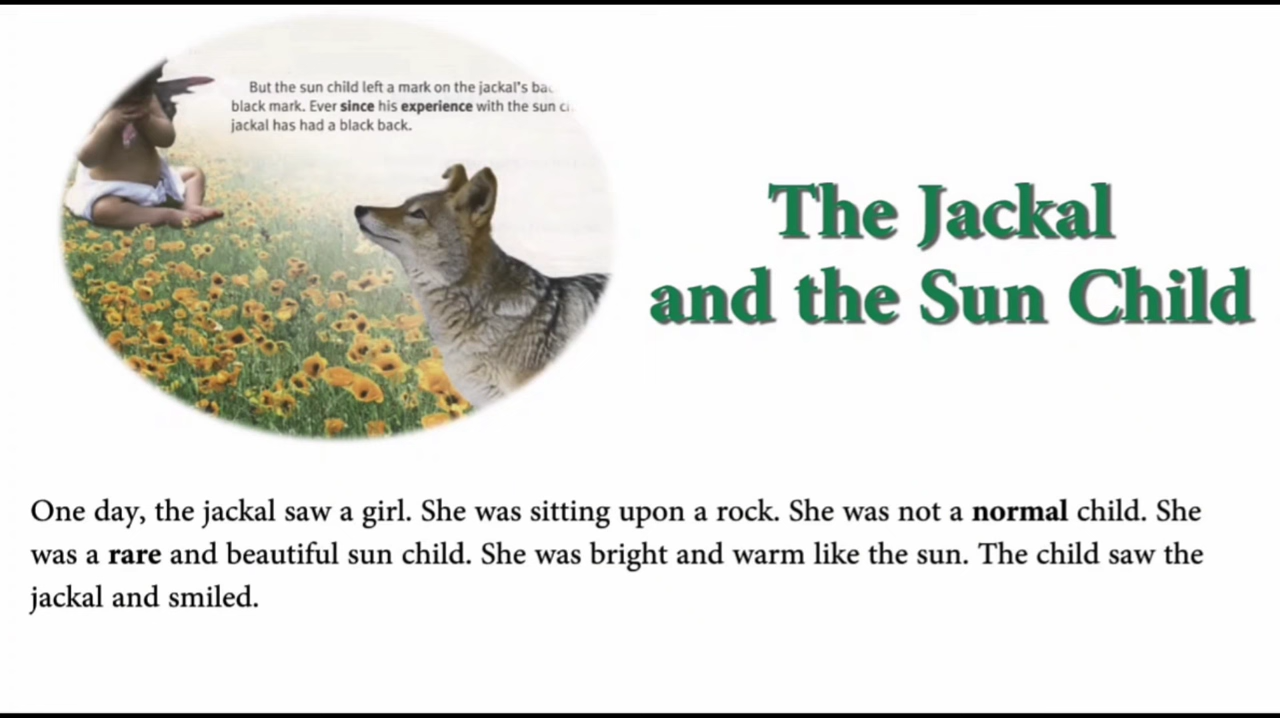 But the sun child left a mark on the jackal's
black mark. Ever since his experience with the sun
jackal has had a black back.
The Jackal
and the Sun Child
One day, the jackal saw a girl. She was sitting upon a rock. She was not a normal child. She
was a rare and beautiful sun child. She was bright and warm like the sun. The child saw the
jackal and smiled.